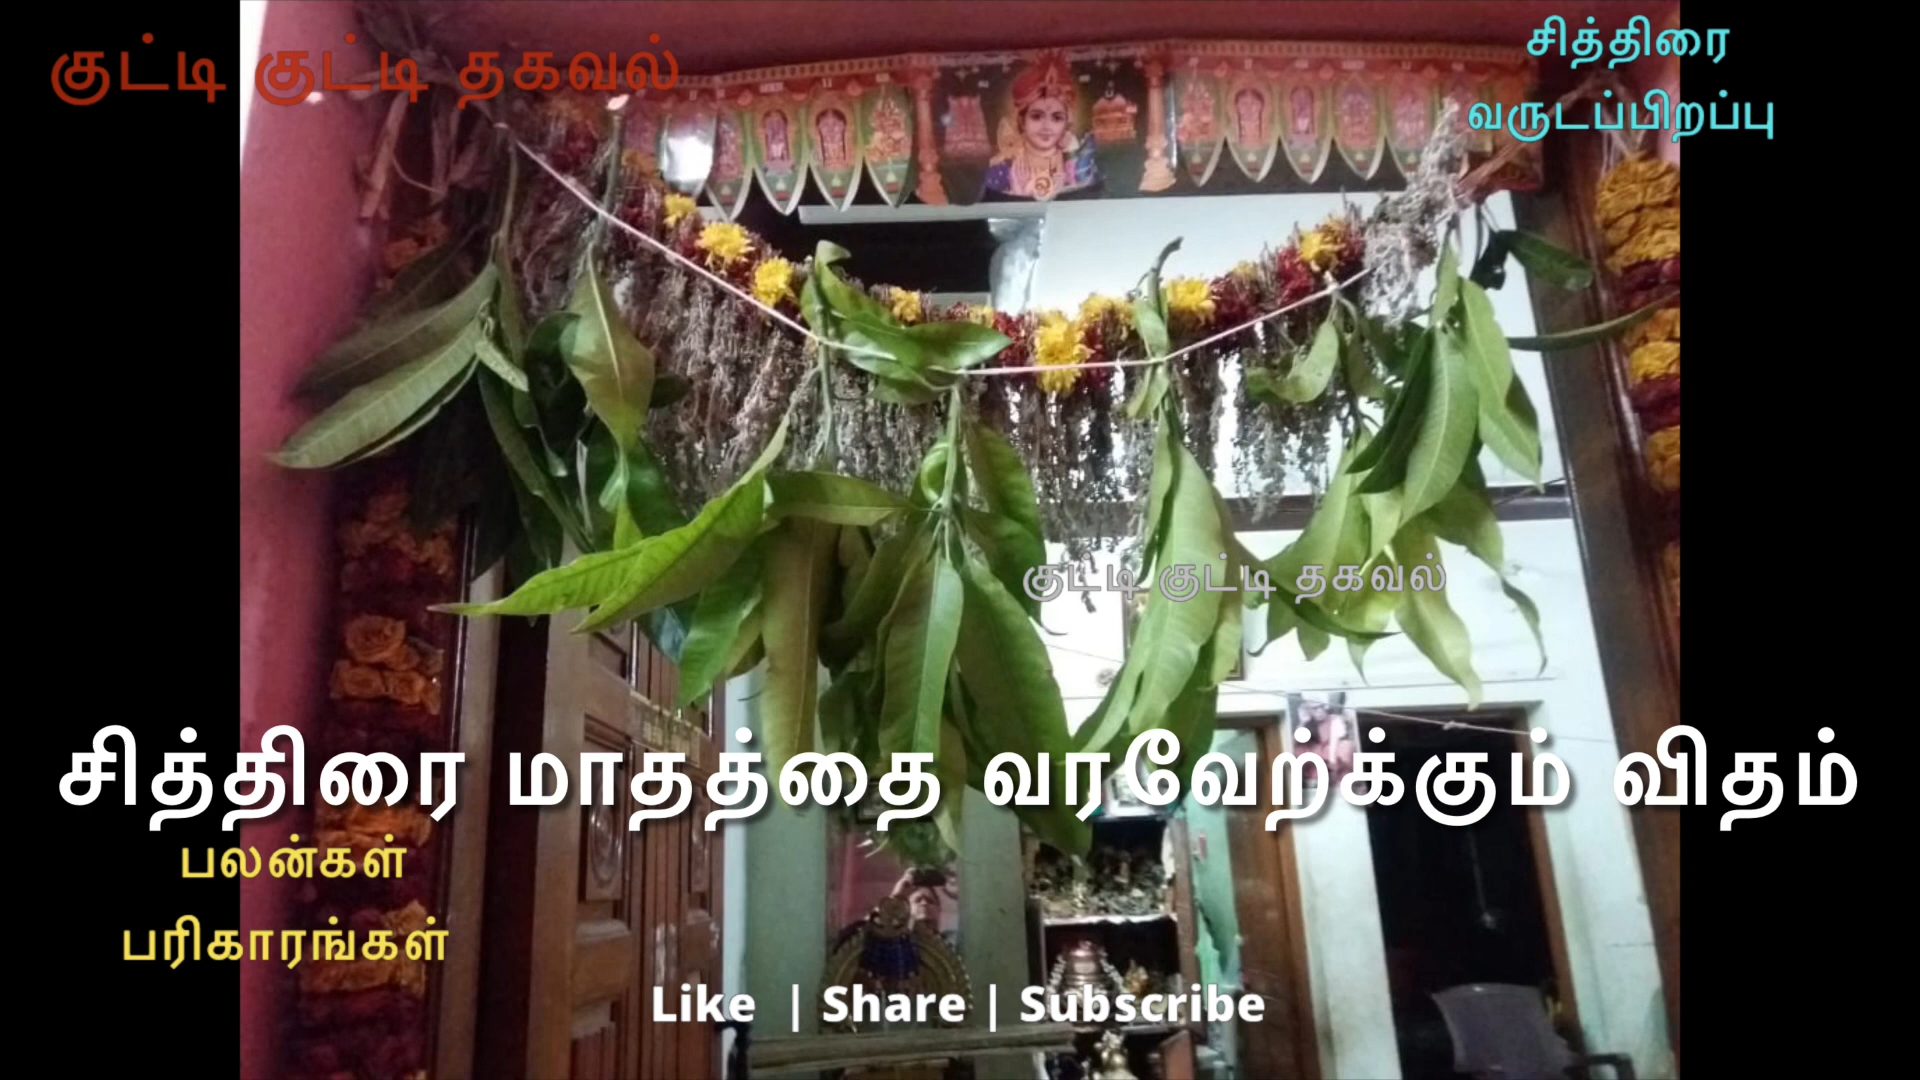 குட்டி குட்டி தகவல்
சித்திரை
வருடப்பிறப்பு
குட்டி குட்டி தகவல்
சித்திரை மாதத்தை வரவேற்க்கும் விதம்
பலன்கள்
பரிகாரங்கள்
Like | Share | Subscribe